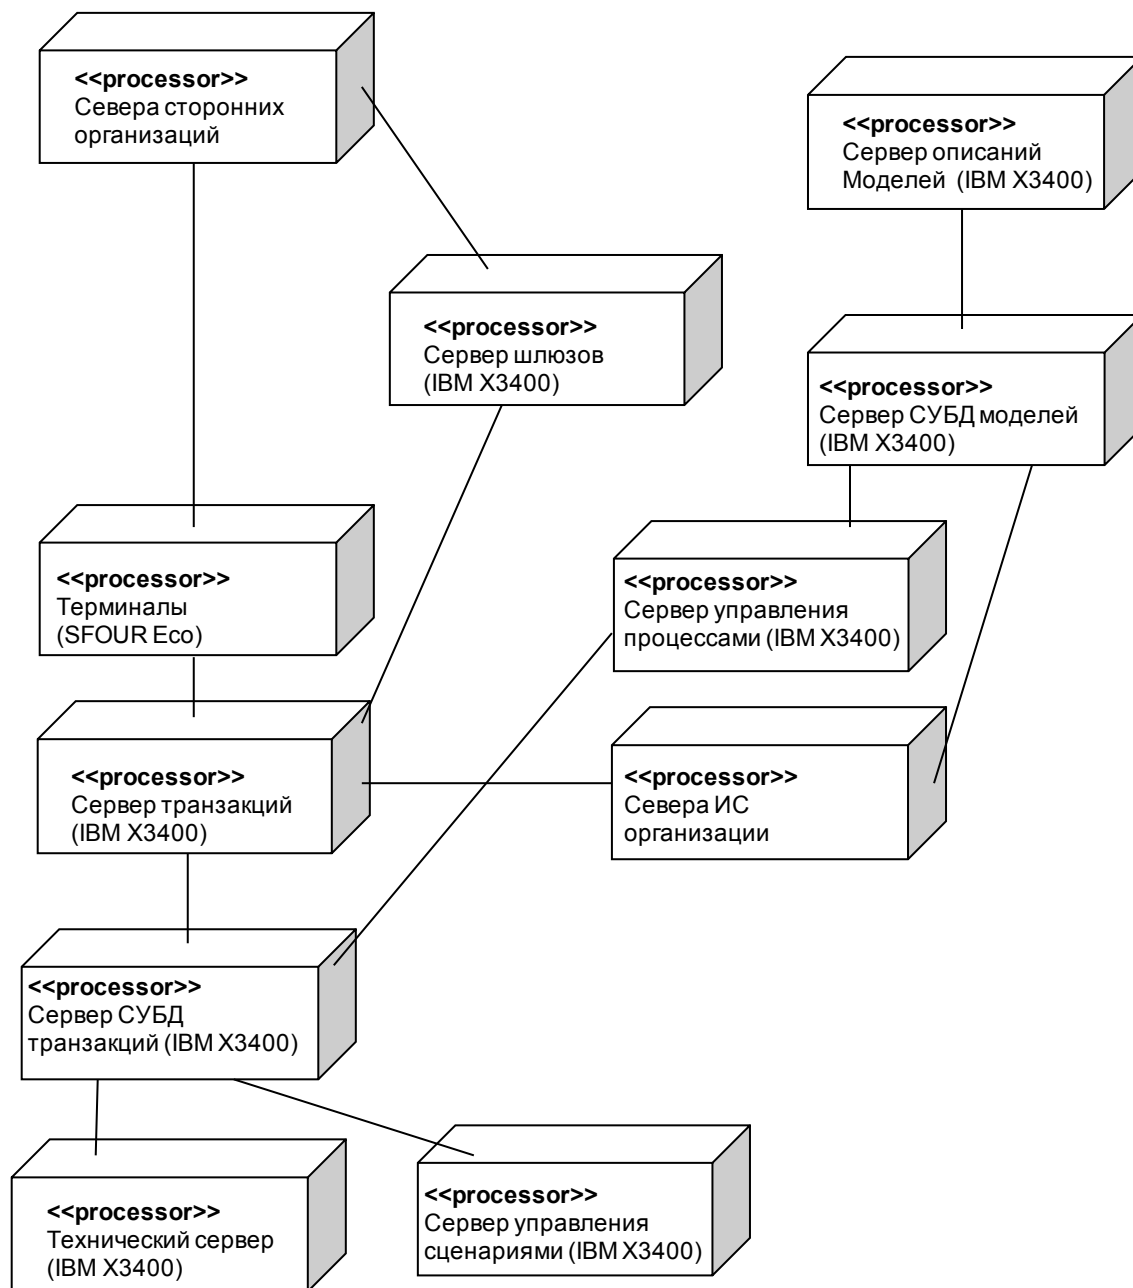 <<processor>>
Севера сторонних
организаций
<<processor>>
Сервер описаний
Моделей (IBM X3400)
<<processor>>
Сервер шлюзов
(IBM X3400)
<<processor>>
Сервер СУБД моделей
(IBM X3400)
<<processor>>
Терминалы
(SFOUR Eco)
<<processor>>
Сервер управления
процессами (IBM X3400)
<<processor>>
Сервер транзакций
(IBM X3400)
<<processor>>
Севера ИС
организации
<<processor>>
Сервер СУБД
транзакций (IBM X3400)
<<processor>>
Технический сервер
(IBM X3400)
<<processor>>
Сервер управления
сценариями (IBM X3400)